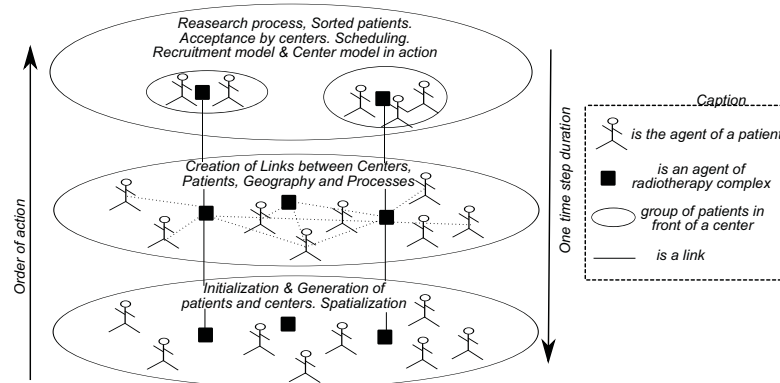 Reasearch process, Sorted patients.
Acceptance by centers. Scheduling.
Recruitment model & Center model in action
Creation of Links between Centers,
Patients, Geography and Processes
Initialization & Generation of
patients and centers. Spatialization
Order of action
One time step duration
Caption
is the agent of a patient
is an agent of
radiotherapy complex
group of patients in
front of a center
is a link